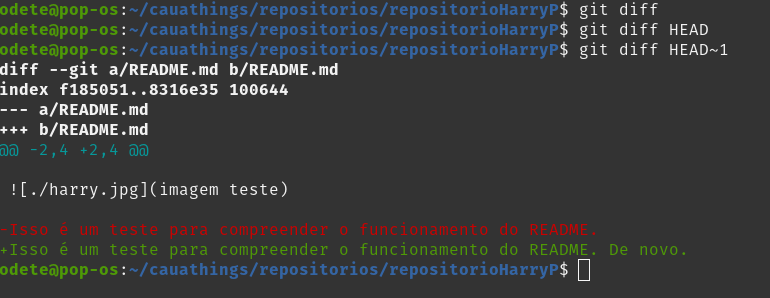 odete@pop-os:~/cauathings/repositorios/repositorioHarryP$ git diff
odete@pop-os:~/cauathings/repositorios/repositorioHarryP$ git diff HEAD
odete@pop-os:~/cauathings/repositorios/repositorioHarryP$ git diff HEAD~1
diff --git a/README.md b/README.md
index f185051..8316e35 100644
--- a/README.md
+++ b/README.md
@@ -2,4 +2,4 @@
![./harry.jpg](imagem teste)
-Isso é um teste para compreender o funcionamento do README.
+Isso é um teste para compreender o funcionamento do README. De novo.
odete@pop-os:~/cauathings/repositorios/repositorioHarryP$